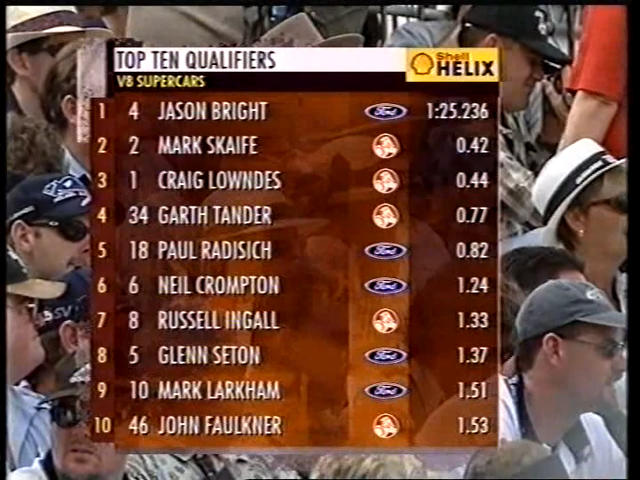 TOP TEN QUALIFIERS
Shell HELIX
V8 SUPERCARS
1 4 JASON BRIGHT Ford 1:25.236
2 2 MARK SKAIFE 0.42
3 1 CRAIG LOWNDES 0.44
4 34 GARTH TANDER 0.77
5 18 PAUL RADISICH Ford 0.82
6 6 NEIL CROMPTON Ford 1.24
7 8 RUSSELL INGALL 1.33
8 5 GLENN SETON Ford 1.37
9 10 MARK LARKHAM Ford 1.51
10 46 JOHN FAULKNER 1.53